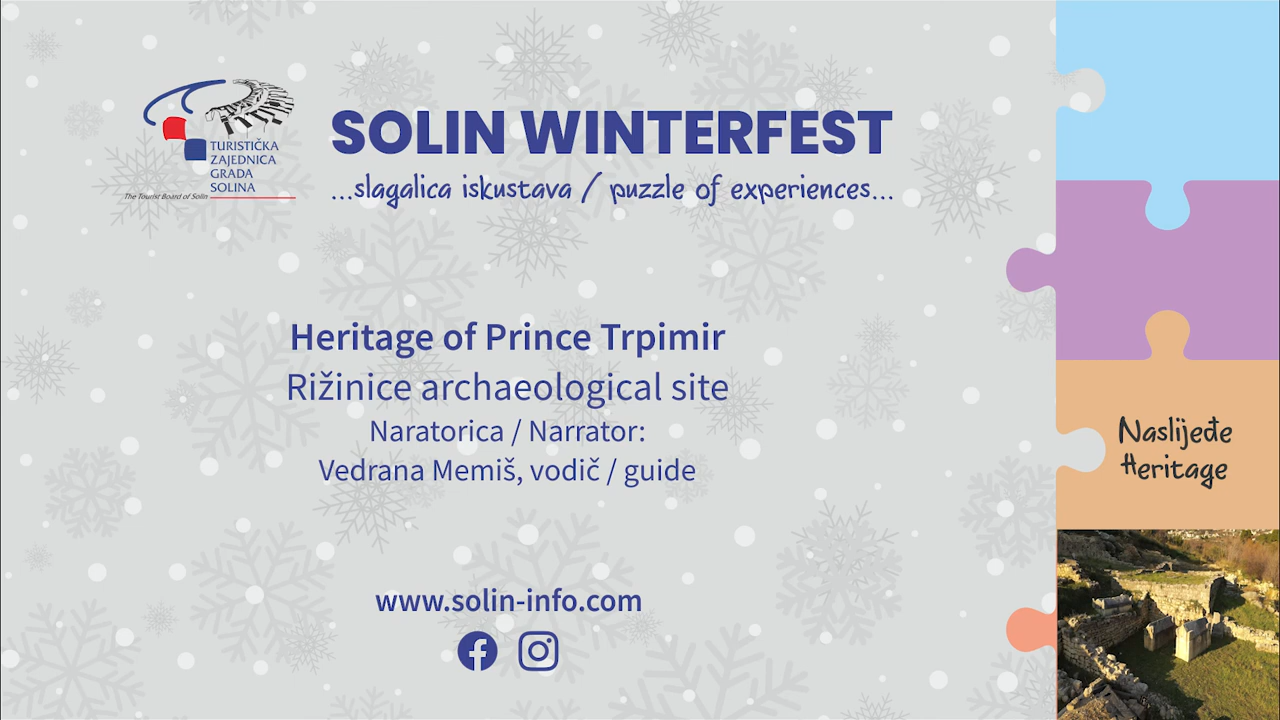 TURISTIČKA
ZAJEDNICA
GRADA
SOLINA
The Tourist Board of Solin
SOLIN WINTERFEST
...slagalica iskustava / puzzle of experiences...
Heritage of Prince Trpimir
Rižinice archaeological site
Naratorica / Narrator:
Vedrana Memiš, vodič / guide
www.solin-info.com
Naslijeđe
Heritage